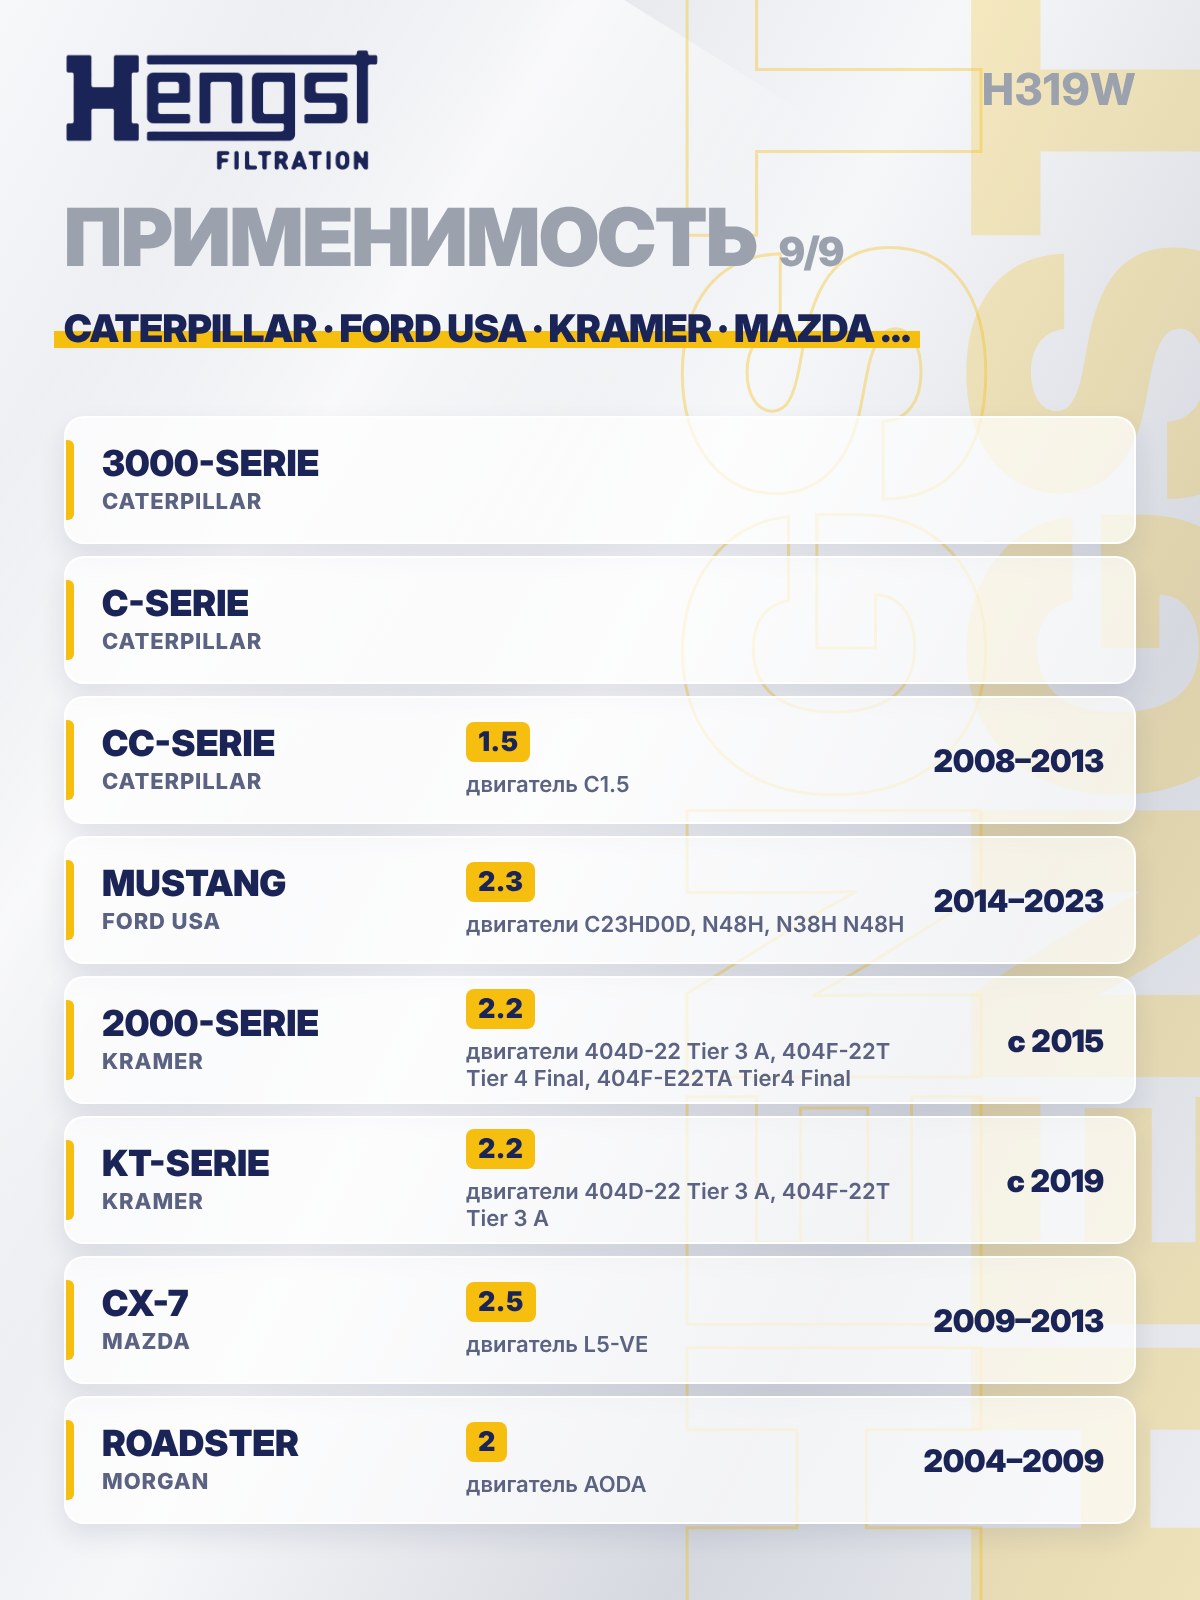 Hengst
FILTRATION
H319W
ПРИМЕНИМОСТЬ 9/9
CATERPILLAR · FORD USA · KRAMER · MAZDA ...
3000-SERIE
CATERPILLAR
C-SERIE
CATERPILLAR
CC-SERIE
CATERPILLAR
1.5
двигатель C1.5
2008–2013
MUSTANG
FORD USA
2.3
двигатели C23HD0D, N48H, N38H N48H
2014–2023
2000-SERIE
KRAMER
2.2
двигатели 404D-22 Tier 3 A, 404F-22T
Tier 4 Final, 404F-E22TA Tier4 Final
с 2015
KT-SERIE
KRAMER
2.2
двигатели 404D-22 Tier 3 A, 404F-22T
Tier 3 A
с 2019
CX-7
MAZDA
2.5
двигатель L5-VE
2009–2013
ROADSTER
MORGAN
2
двигатель AODA
2004–2009
HENGST
HENGST